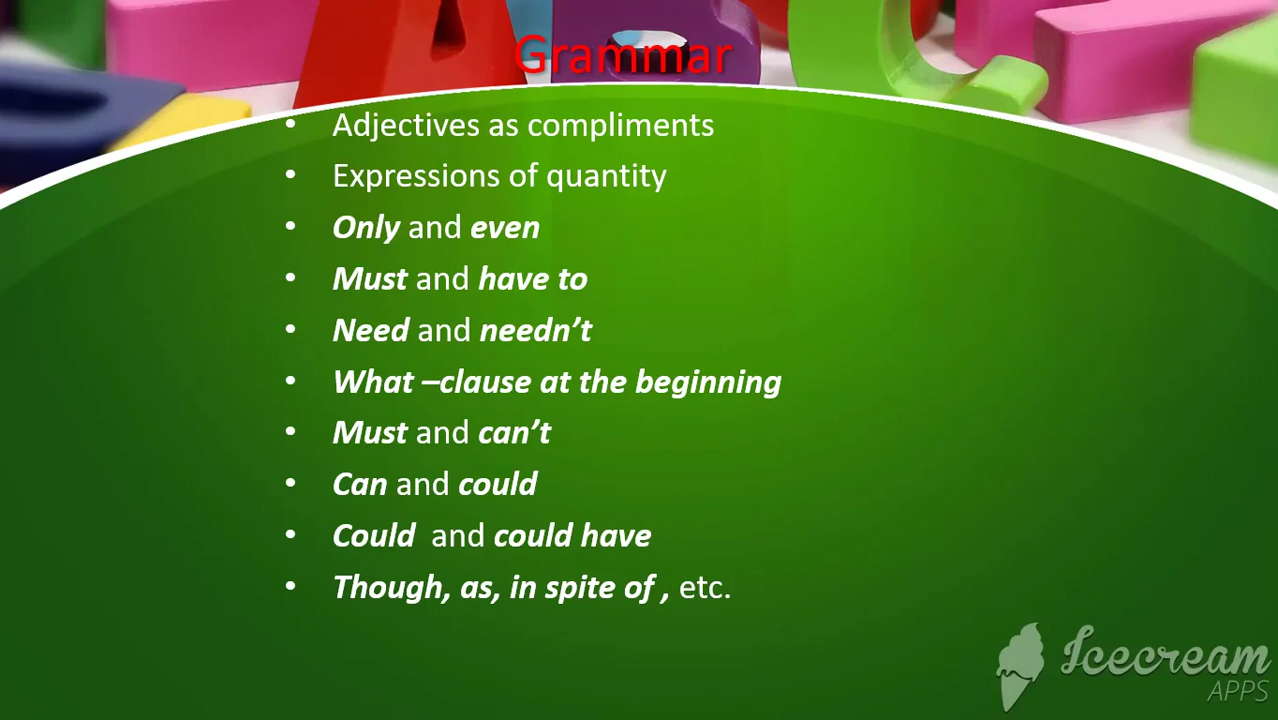 Grammar
• Adjectives as compliments
• Expressions of quantity
• Only and even
• Must and have to
• Need and needn’t
• What –clause at the beginning
• Must and can’t
• Can and could
• Could  and could have
• Though, as, in spite of , etc.
Icecream
APPS